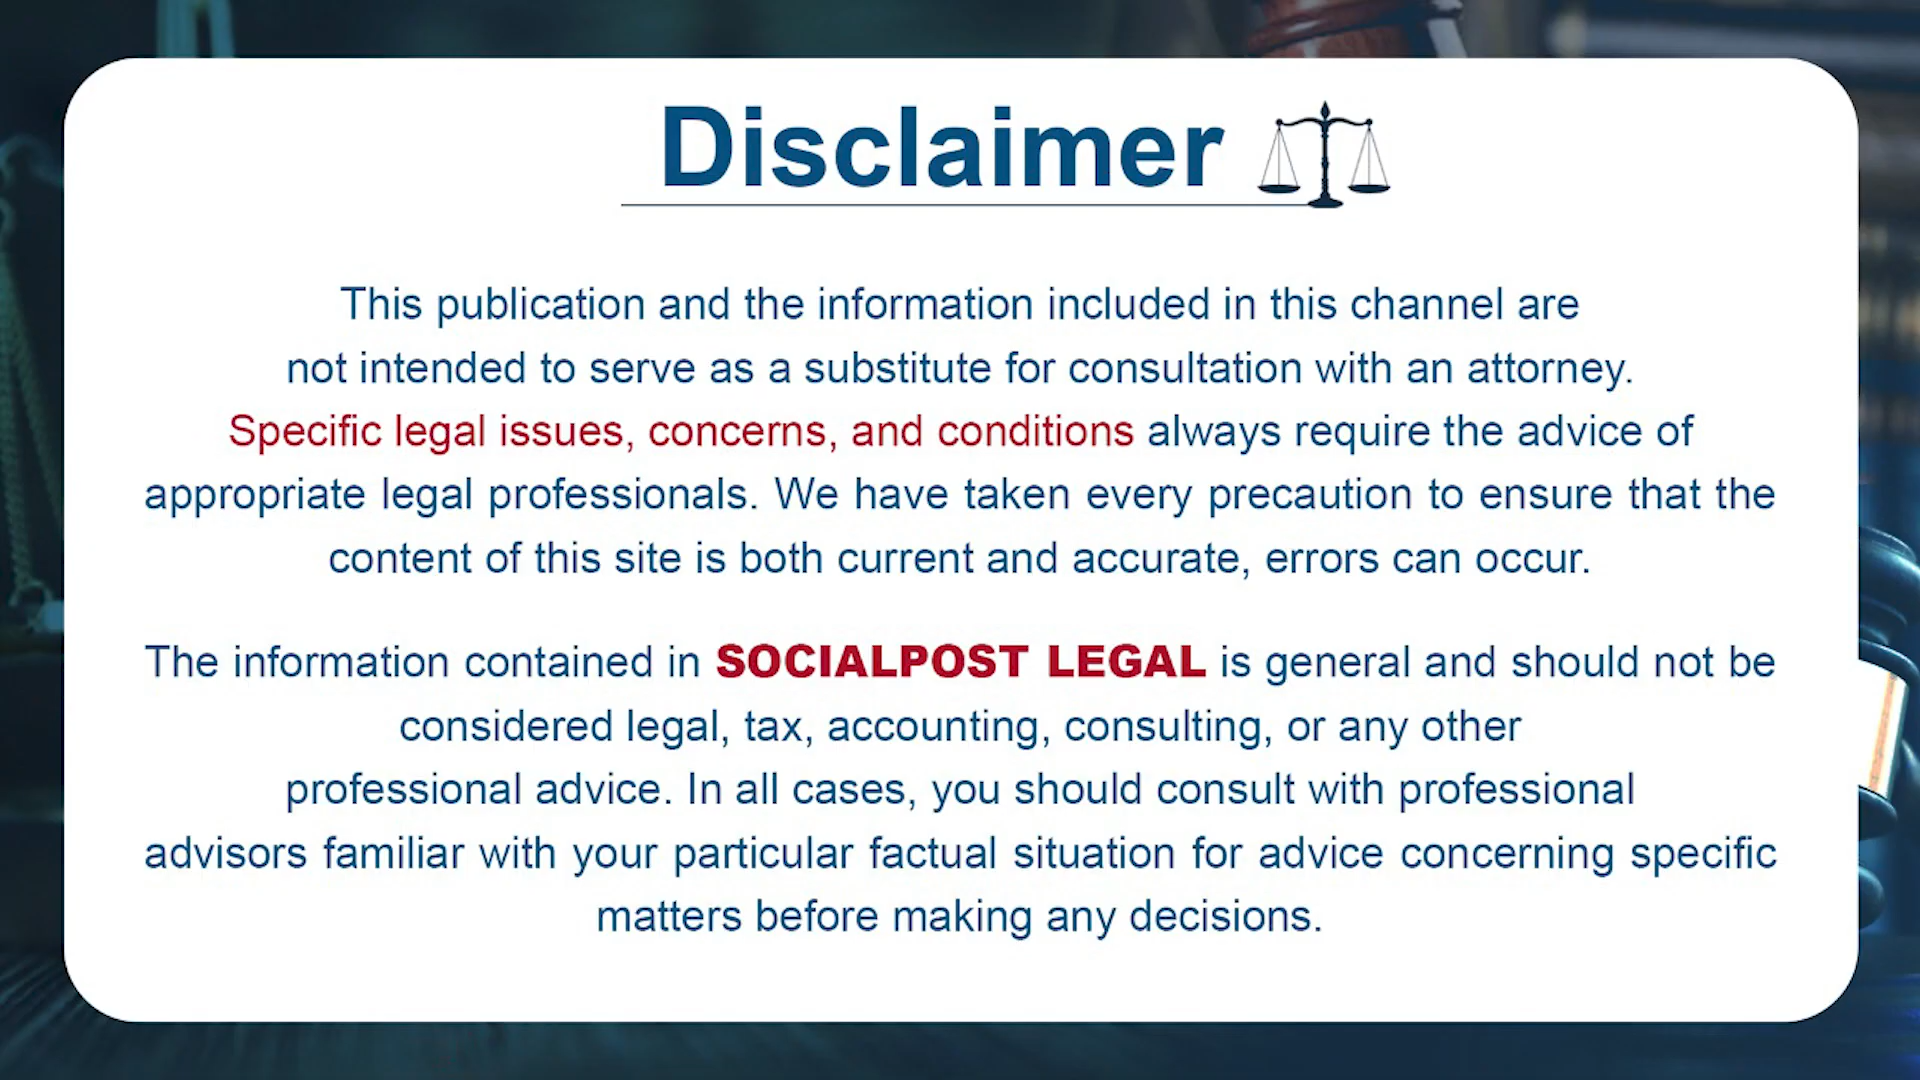 Disclaimer
This publication and the information included in this channel are
not intended to serve as a substitute for consultation with an attorney.
Specific legal issues, concerns, and conditions always require the advice of
appropriate legal professionals. We have taken every precaution to ensure that the
content of this site is both current and accurate, errors can occur.
The information contained in SOCIALPOST LEGAL is general and should not be
considered legal, tax, accounting, consulting, or any other
professional advice. In all cases, you should consult with professional
advisors familiar with your particular factual situation for advice concerning specific
matters before making any decisions.